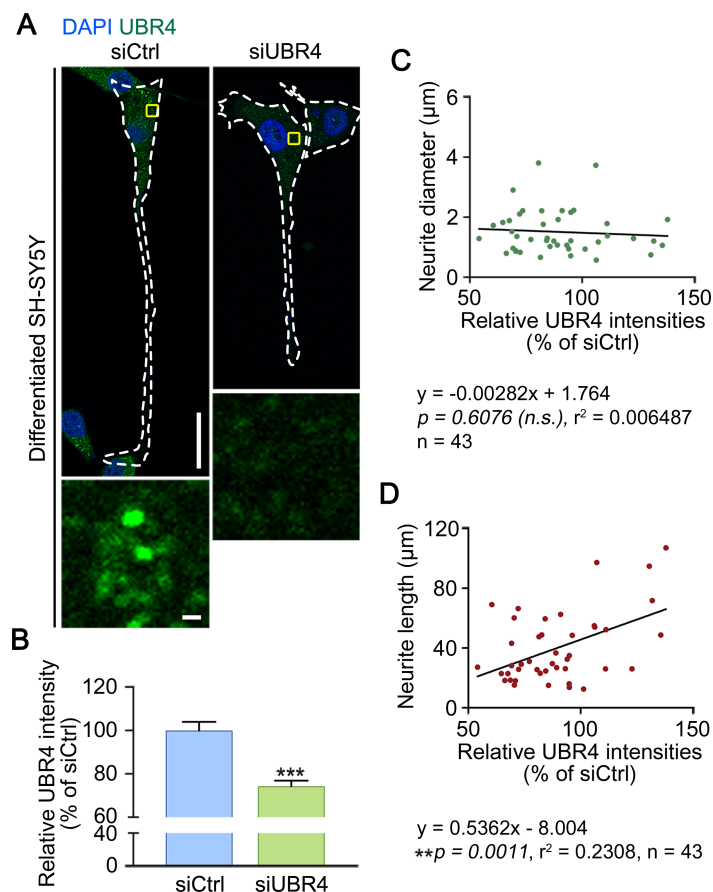 A
DAPI UBR4
siCtrl
siUBR4
Differentiated SH-SY5Y
B
Relative UBR4 intensity
(% of siCtrl)
120
100
80
60
40
0
***
siCtrl
siUBR4
C
Neurite diameter (µm)
6
4
2
0
50
100
150
Relative UBR4 intensities
(% of siCtrl)
y = -0.00282x + 1.764
p = 0.6076 (n.s.), r² = 0.006487
n = 43
D
Neurite length (µm)
120
80
40
0
50
100
150
Relative UBR4 intensities
(% of siCtrl)
y = 0.5362x - 8.004
**p = 0.0011, r² = 0.2308, n = 43